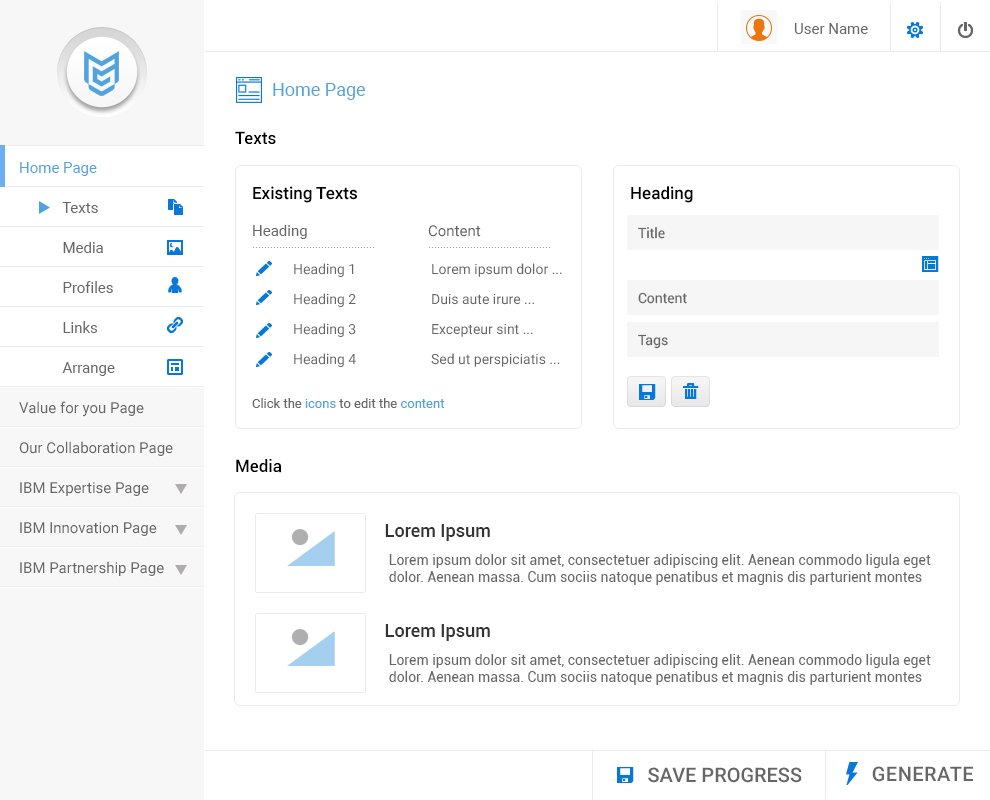 User Name
Home Page
Home Page
Texts
Media
Profiles
Links
Arrange
Value for you Page
Our Collaboration Page
IBM Expertise Page
IBM Innovation Page
IBM Partnership Page
Texts
Existing Texts
Heading Content
Heading 1 Lorem ipsum dolor ...
Heading 2 Duis aute irure ...
Heading 3 Excepteur sint ...
Heading 4 Sed ut perspiciatis ...
Click the icons to edit the content
Heading
Title
Content
Tags
Media
Lorem Ipsum
Lorem ipsum dolor sit amet, consectetuer adipiscing elit. Aenean commodo ligula eget
dolor. Aenean massa. Cum sociis natoque penatibus et magnis dis parturient montes
Lorem Ipsum
Lorem ipsum dolor sit amet, consectetuer adipiscing elit. Aenean commodo ligula eget
dolor. Aenean massa. Cum sociis natoque penatibus et magnis dis parturient montes
SAVE PROGRESS
GENERATE